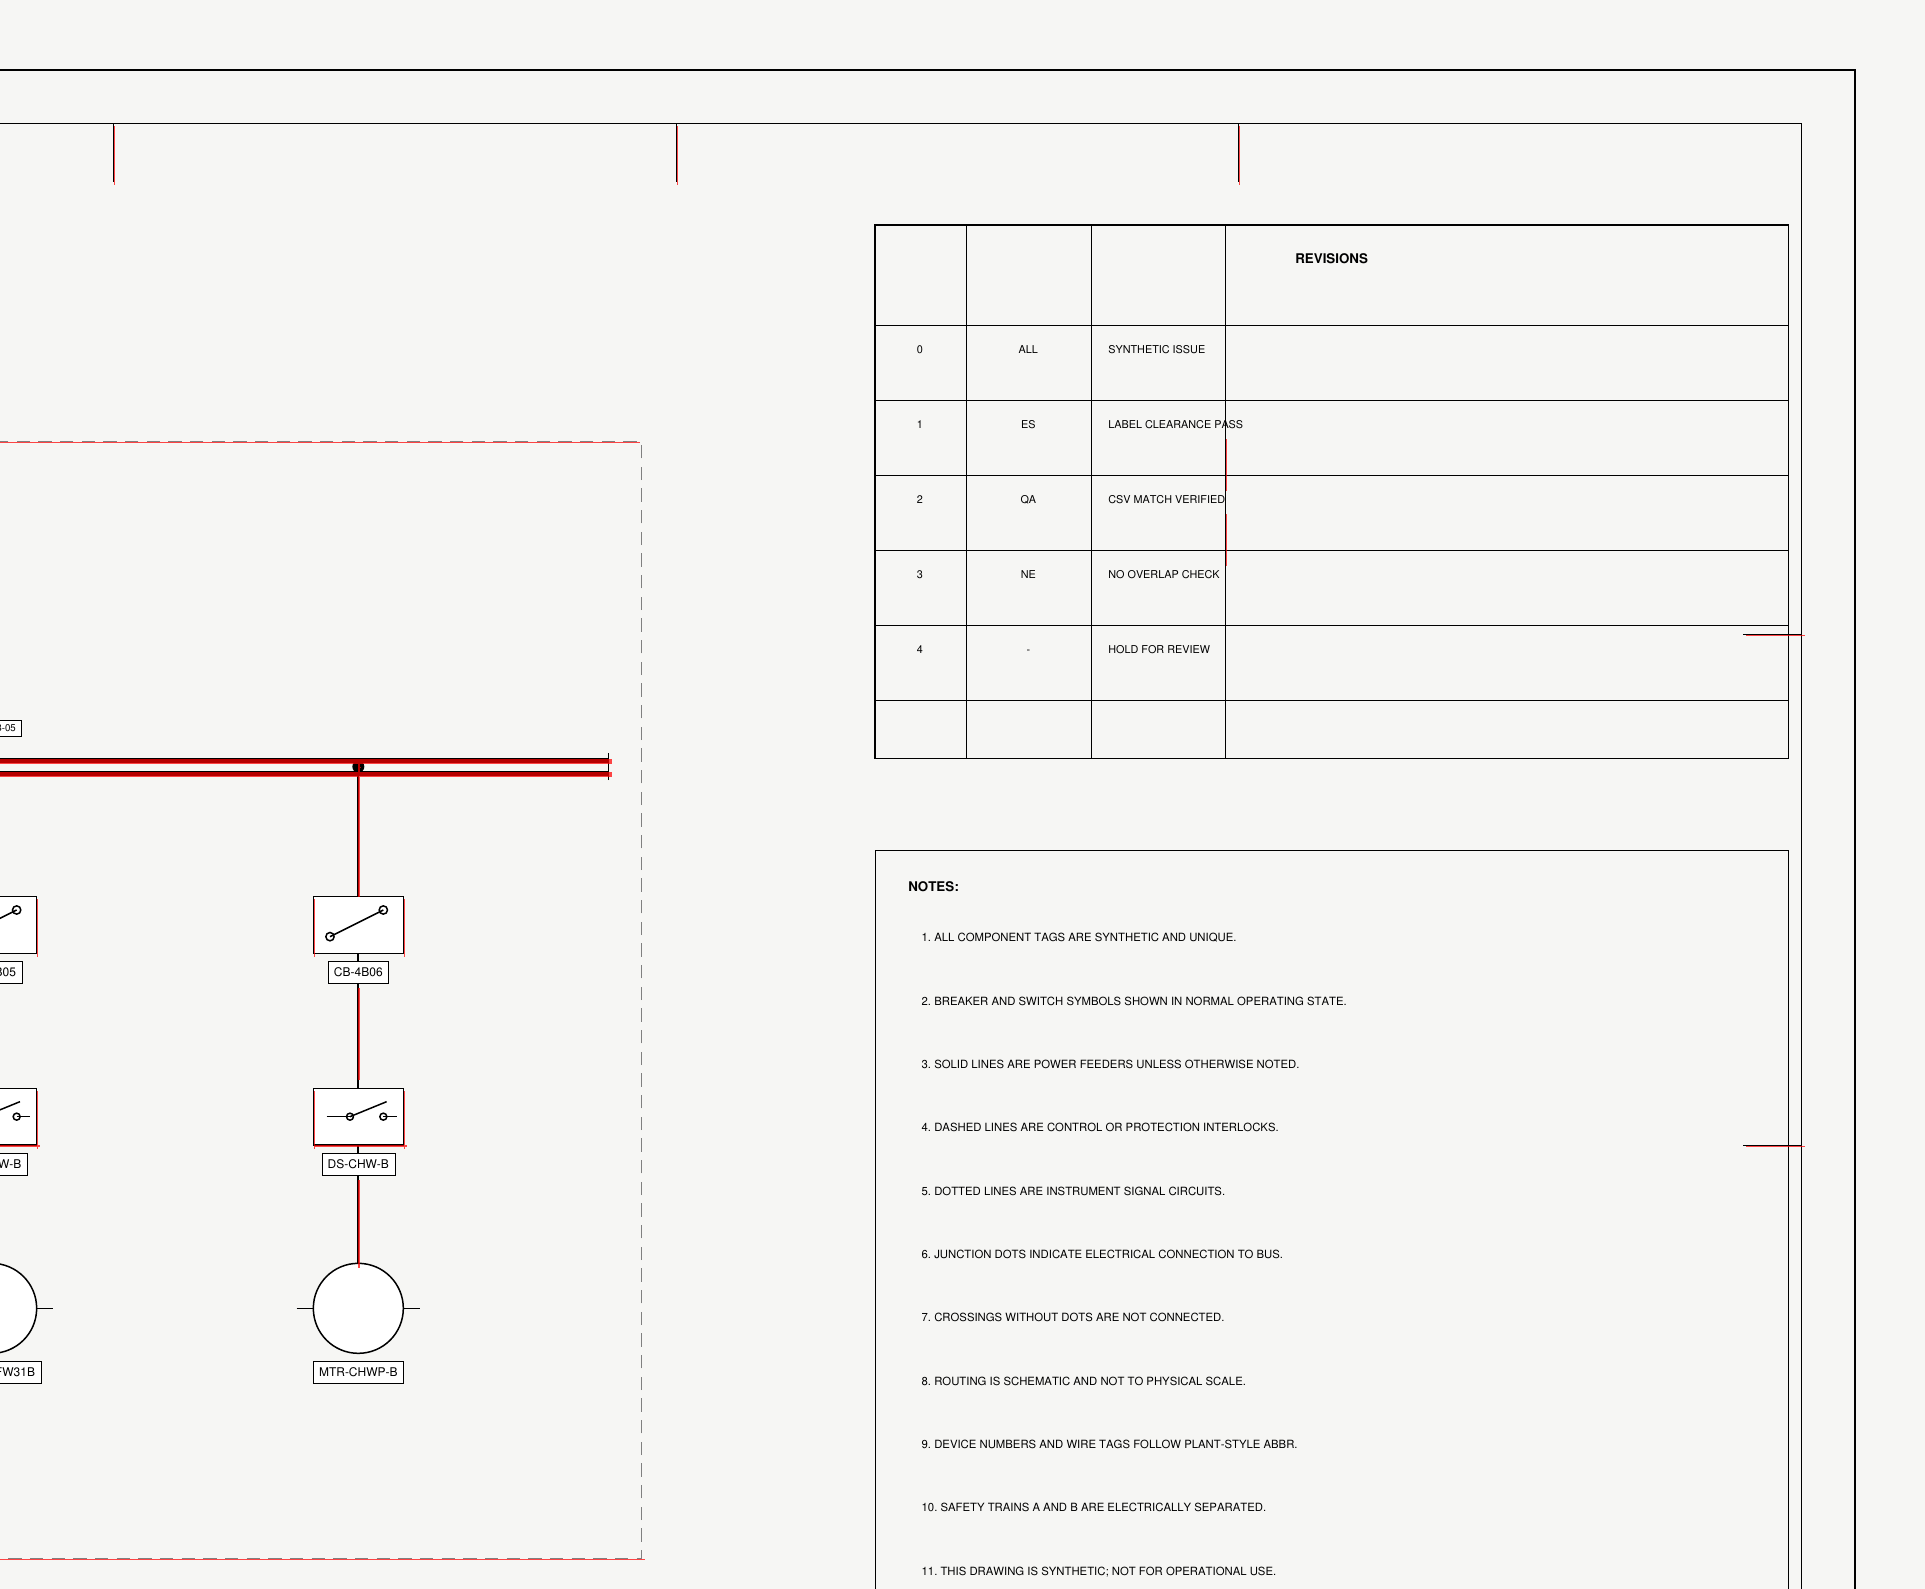 REVISIONS
0 ALL SYNTHETIC ISSUE
1 ES LABEL CLEARANCE PASS
2 QA CSV MATCH VERIFIED
3 NE NO OVERLAP CHECK
4 - HOLD FOR REVIEW
-05
CB-4B06
B05
DS-CHW-B
W-B
MTR-CHWP-B
FW31B
NOTES:
1. ALL COMPONENT TAGS ARE SYNTHETIC AND UNIQUE.
2. BREAKER AND SWITCH SYMBOLS SHOWN IN NORMAL OPERATING STATE.
3. SOLID LINES ARE POWER FEEDERS UNLESS OTHERWISE NOTED.
4. DASHED LINES ARE CONTROL OR PROTECTION INTERLOCKS.
5. DOTTED LINES ARE INSTRUMENT SIGNAL CIRCUITS.
6. JUNCTION DOTS INDICATE ELECTRICAL CONNECTION TO BUS.
7. CROSSINGS WITHOUT DOTS ARE NOT CONNECTED.
8. ROUTING IS SCHEMATIC AND NOT TO PHYSICAL SCALE.
9. DEVICE NUMBERS AND WIRE TAGS FOLLOW PLANT-STYLE ABBR.
10. SAFETY TRAINS A AND B ARE ELECTRICALLY SEPARATED.
11. THIS DRAWING IS SYNTHETIC; NOT FOR OPERATIONAL USE.